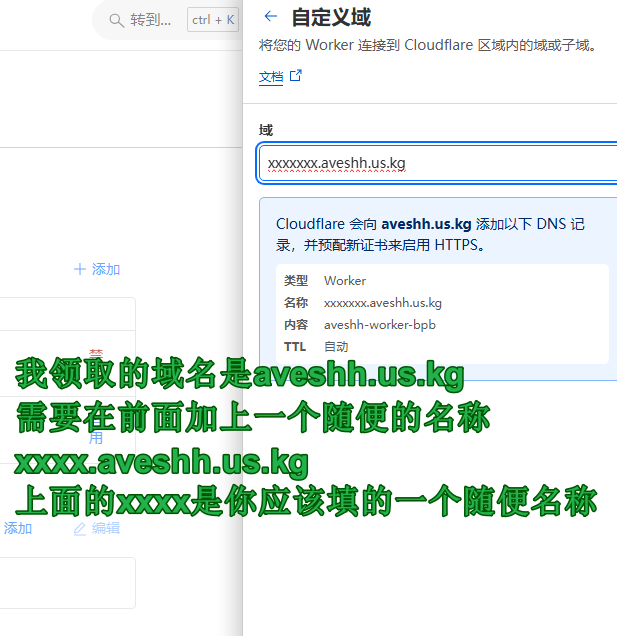 转到... ctrl + K
← 自定义域
将您的 Worker 连接到 Cloudflare 区域内的域或子域。
文档
域
xxxxxxx.aveshh.us.kg
Cloudflare 会向 aveshh.us.kg 添加以下 DNS 记
录，并预配新证书来启用 HTTPS。
类型 Worker
名称 xxxxxxx.aveshh.us.kg
内容 aveshh-worker-bpb
TTL 自动
+ 添加
禁
用
添加 编辑
我领取的域名是aveshh.us.kg
需要在前面加上一个随便的名称
xxxx.aveshh.us.kg
上面的xxxx是你应该填的一个随便名称